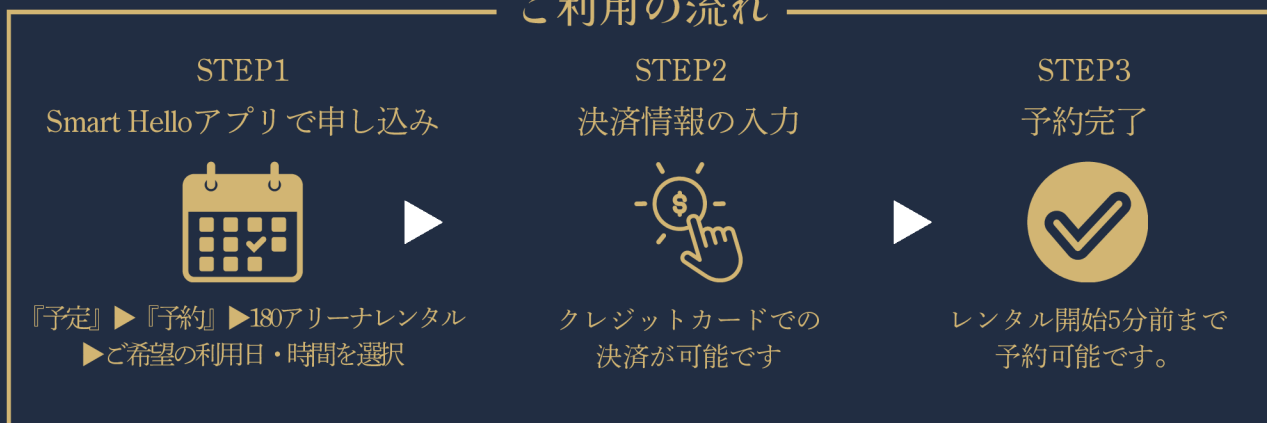 ご利用の流れ
STEP1
Smart Helloアプリで申し込み
『予定』▶『予約』▶180アリーナレンタル
▶ご希望の利用日・時間を選択
STEP2
決済情報の入力
$
クレジットカードでの
決済が可能です
STEP3
予約完了
レンタル開始5分前まで
予約可能です。